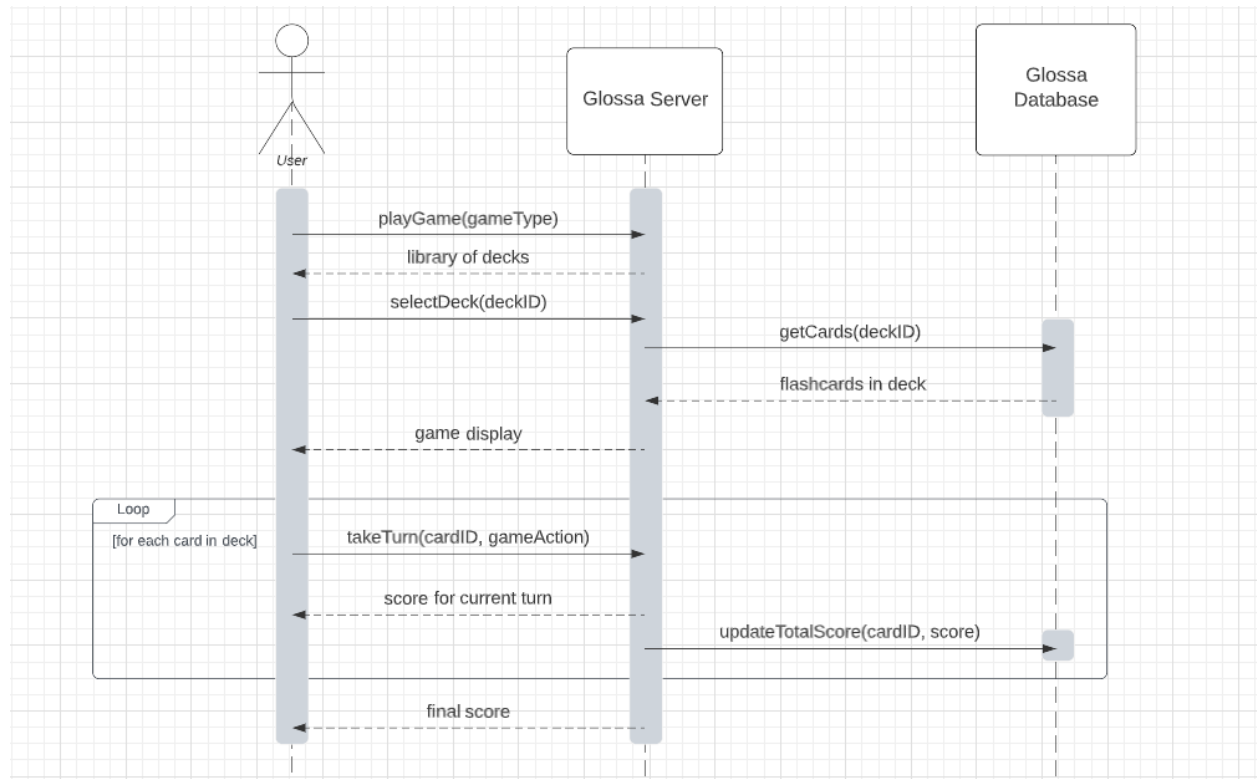 Glossa Server
Glossa
Database
User
playGame(gameType)
library of decks
selectDeck(deckID)
getCards(deckID)
flashcards in deck
game display
Loop
[for each card in deck]
takeTurn(cardID, gameAction)
score for current turn
updateTotalScore(cardID, score)
final score